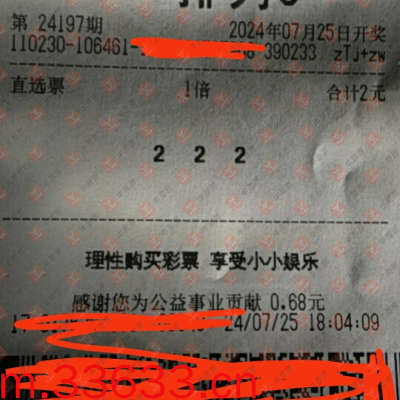 第 24197期 2024年07月25日开奖
110230-106461- 390233 zTJ+zw
直选票 1倍 合计2元
2 2 2
理性购买彩票 享受小小娱乐
感谢您为公益事业贡献 0.68元
24/07/25 18:04:09
m.33633.cn